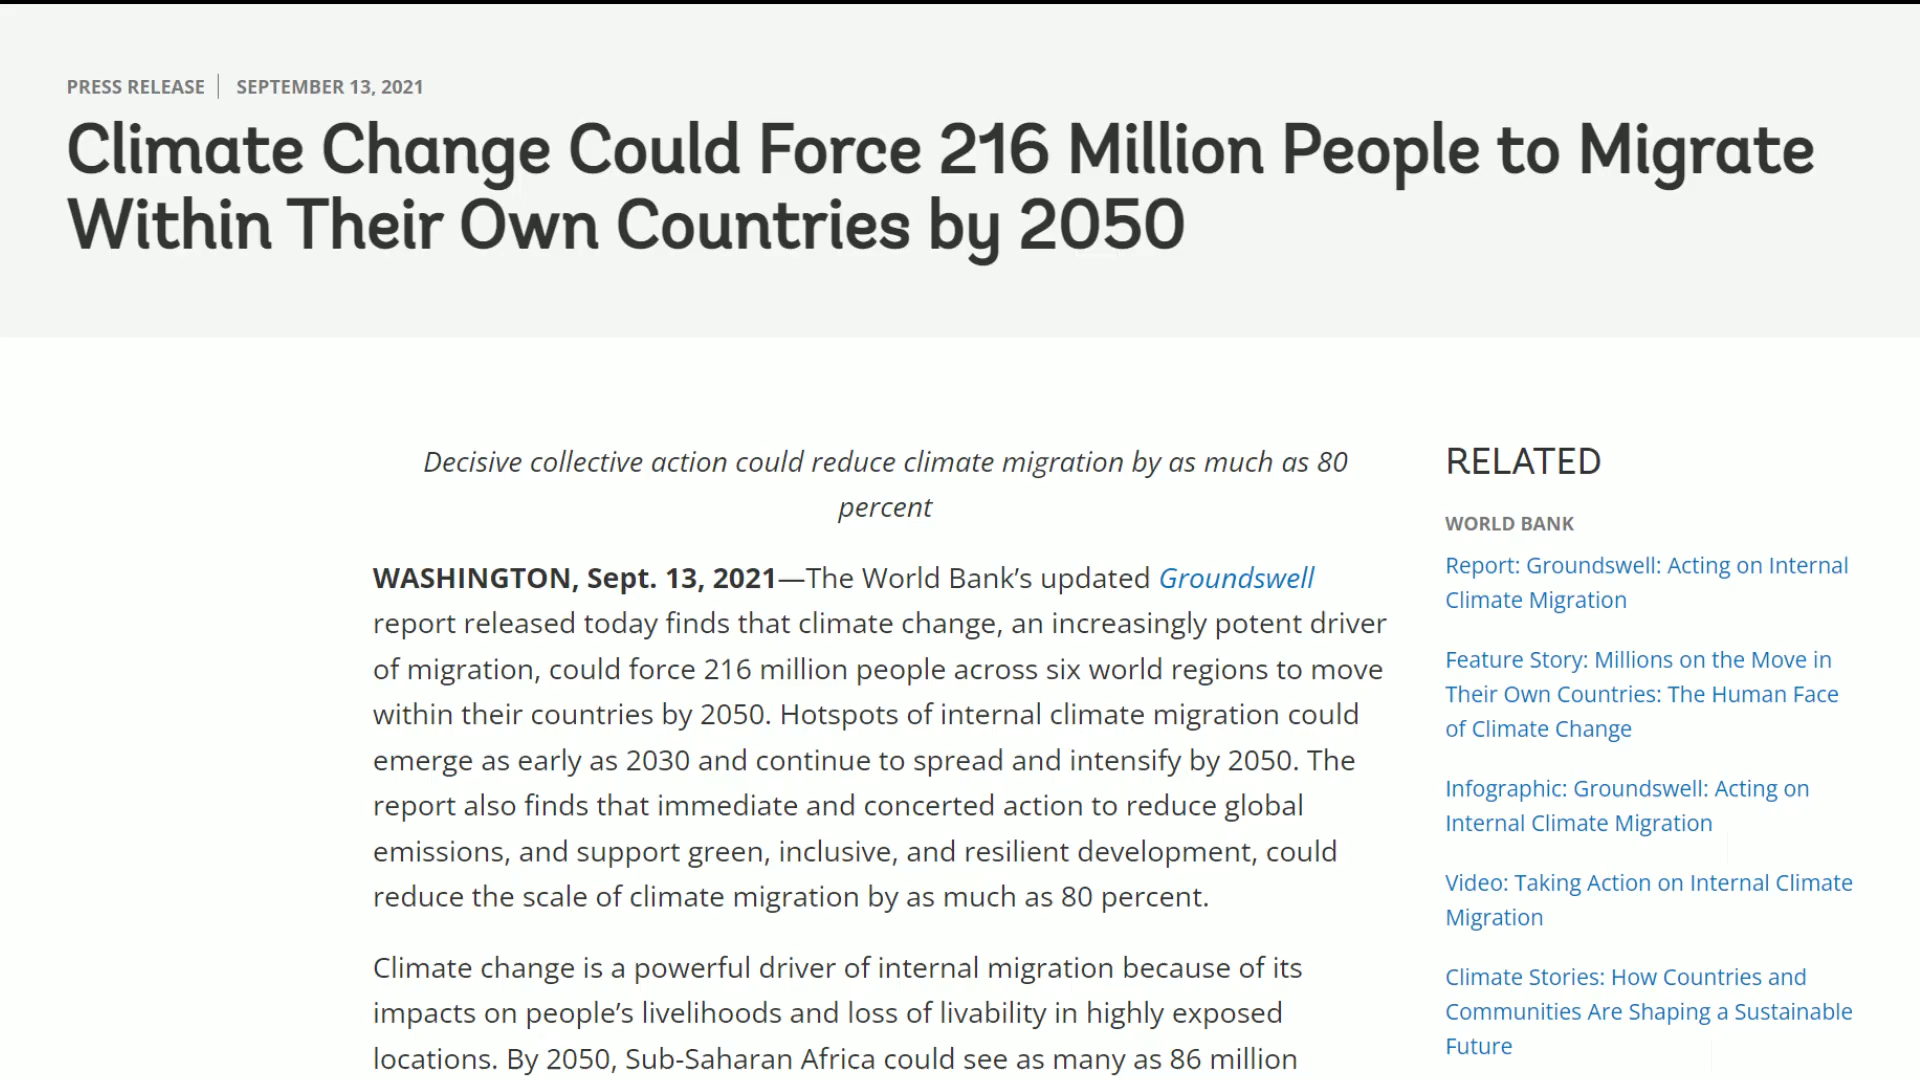 PRESS RELEASE | SEPTEMBER 13, 2021
Climate Change Could Force 216 Million People to Migrate
Within Their Own Countries by 2050
Decisive collective action could reduce climate migration by as much as 80
percent
WASHINGTON, Sept. 13, 2021—The World Bank’s updated Groundswell
report released today finds that climate change, an increasingly potent driver
of migration, could force 216 million people across six world regions to move
within their countries by 2050. Hotspots of internal climate migration could
emerge as early as 2030 and continue to spread and intensify by 2050. The
report also finds that immediate and concerted action to reduce global
emissions, and support green, inclusive, and resilient development, could
reduce the scale of climate migration by as much as 80 percent.
Climate change is a powerful driver of internal migration because of its
impacts on people’s livelihoods and loss of livability in highly exposed
locations. By 2050, Sub-Saharan Africa could see as many as 86 million
RELATED
WORLD BANK
Report: Groundswell: Acting on Internal
Climate Migration
Feature Story: Millions on the Move in
Their Own Countries: The Human Face
of Climate Change
Infographic: Groundswell: Acting on
Internal Climate Migration
Video: Taking Action on Internal Climate
Migration
Climate Stories: How Countries and
Communities Are Shaping a Sustainable
Future